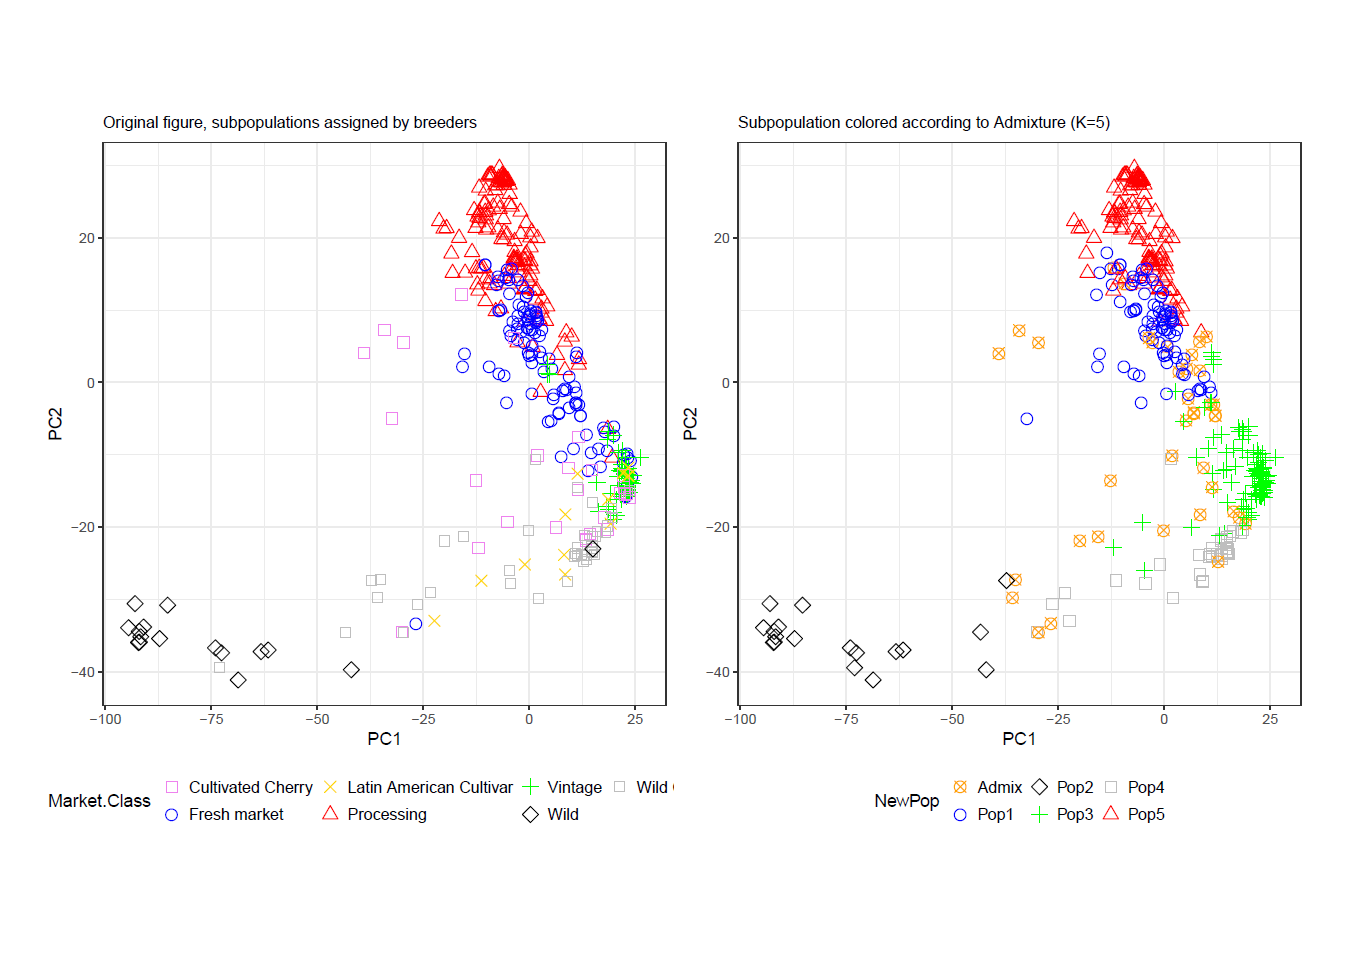 Original figure, subpopulations assigned by breeders
Subpopulation colored according to Admixture (K=5)
PC2
20
0
−20
−40
−100
−75
−50
−25
0
25
PC1
PC2
20
0
−20
−40
−100
−75
−50
−25
0
25
PC1
Market.Class
Cultivated Cherry
Latin American Cultivar
Vintage
Wild
Fresh market
Processing
Wild
NewPop
Admix
Pop2
Pop4
Pop1
Pop3
Pop5